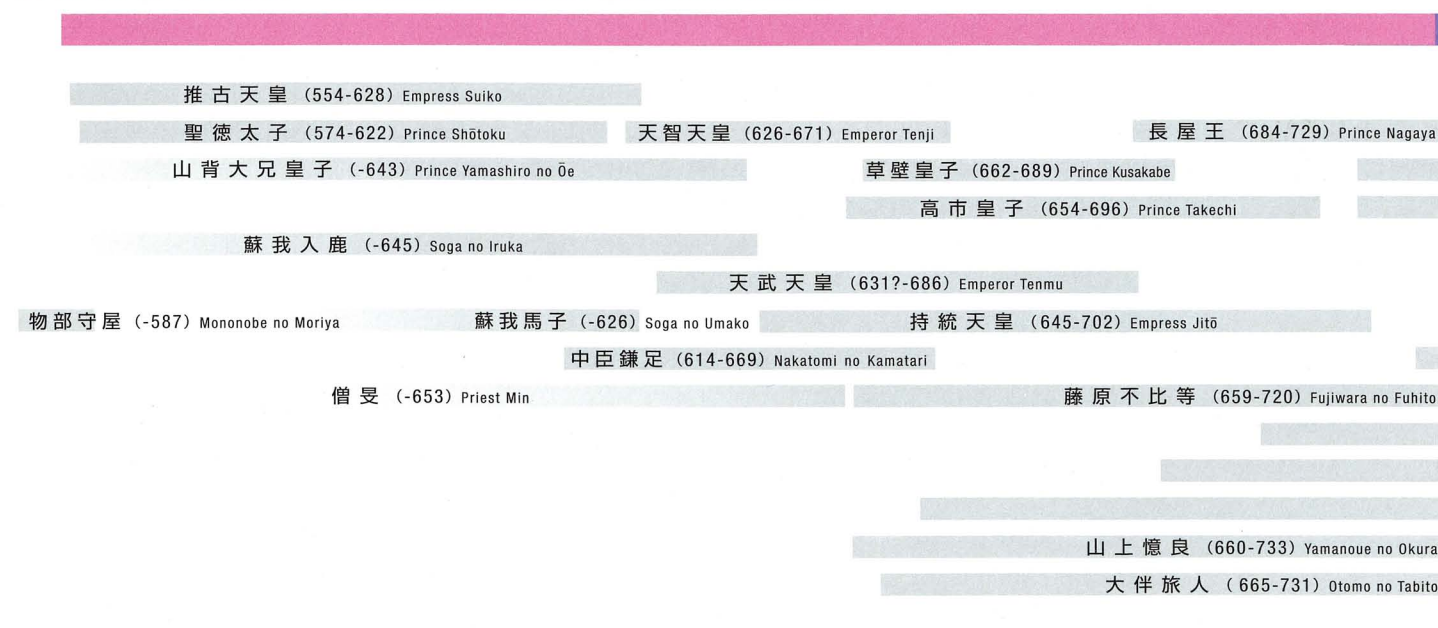 推古天皇 (554-628) Empress Suiko
聖徳太子 (574-622) Prince Shōtoku 天智天皇 (626-671) Emperor Tenji 長屋王 (684-729) Prince Nagaya
山背大兄皇子 (-643) Prince Yamashiro no Ōe 草壁皇子 (662-689) Prince Kusakabe
高市皇子 (654-696) Prince Takechi
蘇我入鹿 (-645) Soga no Iruka
天武天皇 (631?-686) Emperor Tenmu
物部守屋 (-587) Mononobe no Moriya 蘇我馬子 (-626) Soga no Umako 持統天皇 (645-702) Empress Jitō
中臣鎌足 (614-669) Nakatomi no Kamatari
僧旻 (-653) Priest Min 藤原不比等 (659-720) Fujiwara no Fuhito
山上憶良 (660-733) Yamanoue no Okura
大伴旅人 (665-731) Otomo no Tabito